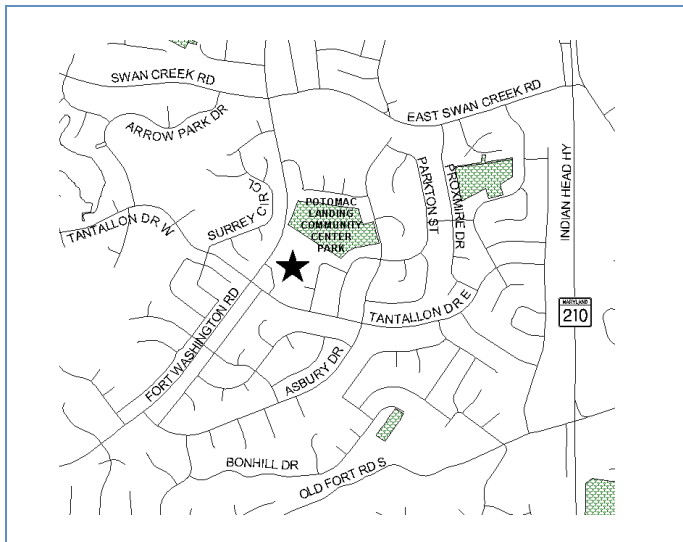 SWAN CREEK RD
EAST SWAN CREEK RD
ARROW PARK DR
INDIAN HEAD HY
PARKTON ST
PROXMIRE DR
SURREY CIR CL
POTOMAC
LANDING
COMMUNITY
CENTER
PARK
TANTALLON DR W
MARYLAND
210
FORT WASHINGTON RD
TANTALLON DR E
ASBURY DR
BONHILL DR
OLD FORT RD S